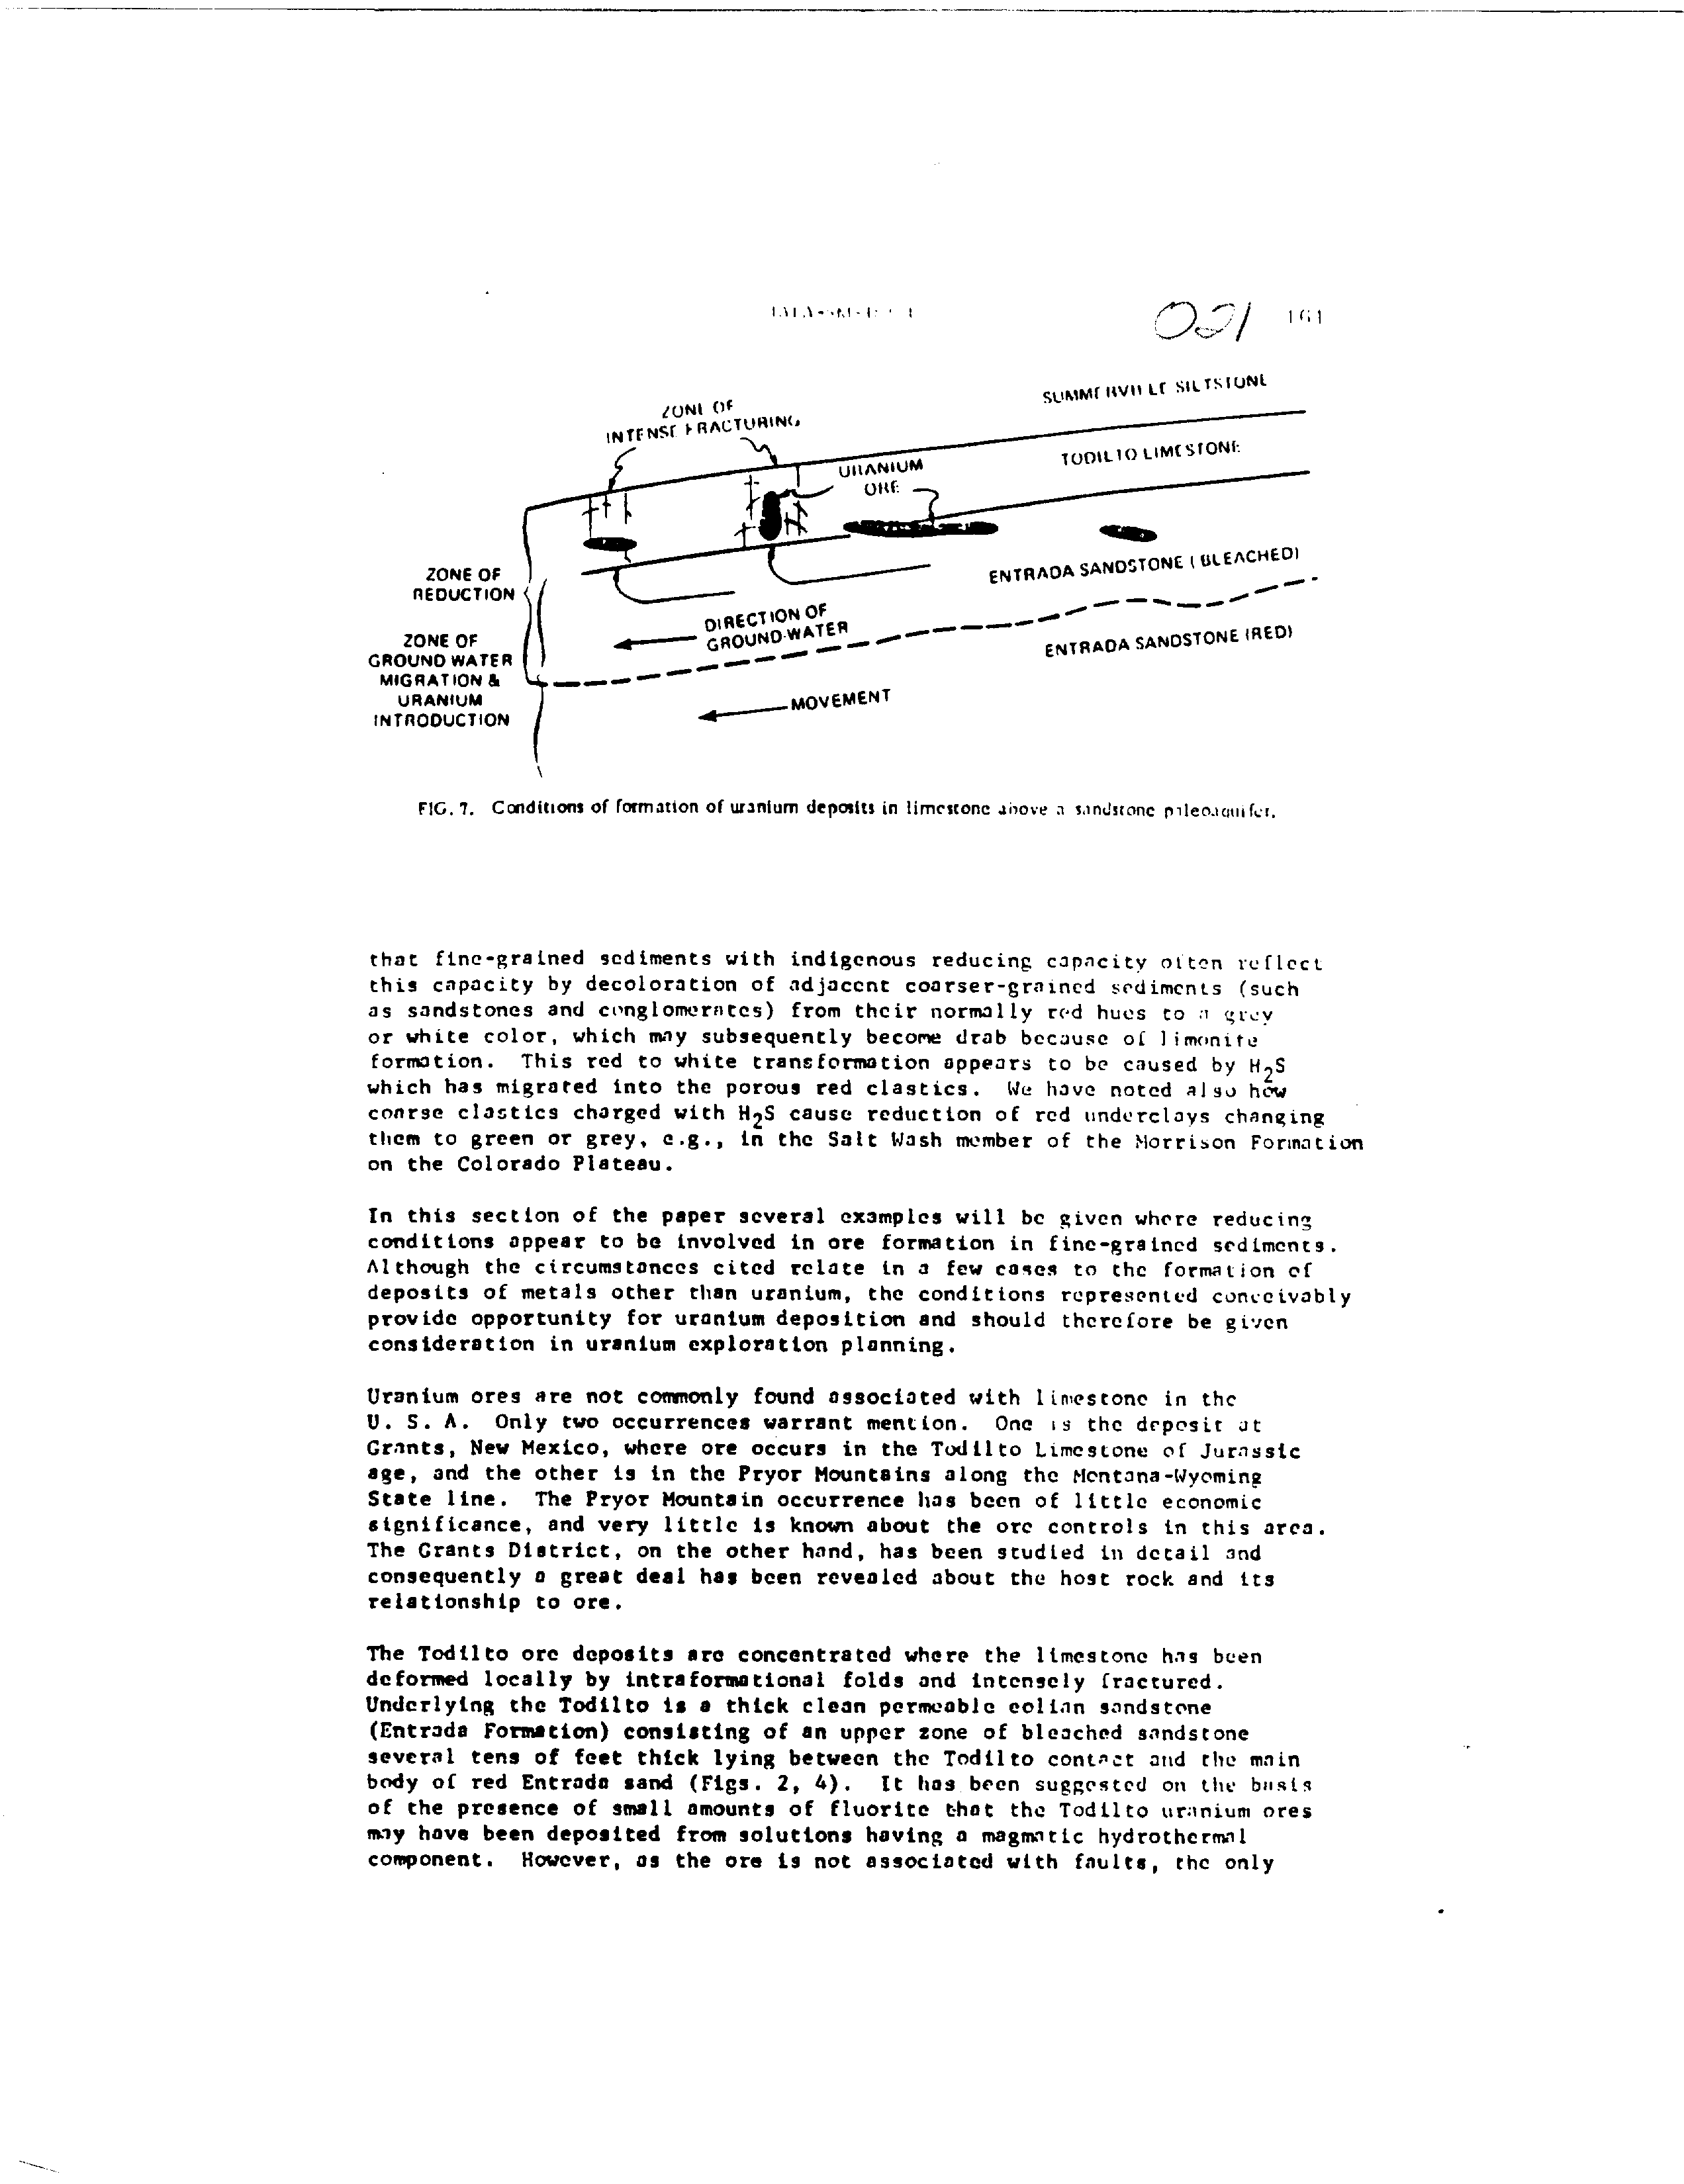 021 161
SUMMERVILLE SILTSTONE
ZONE OF
INTENSE FRACTURING
TODILTO LIMESTONE
URANIUM
ORE
ENTRADA SANDSTONE (BLEACHED)
ZONE OF
REDUCTION
DIRECTION OF
GROUND-WATER
ENTRADA SANDSTONE (RED)
ZONE OF
GROUND WATER
MIGRATION &
URANIUM
INTRODUCTION
MOVEMENT
FIG. 7. Conditions of formation of uranium deposits in limestone above a sandstone paleoaquifer.
that fine-grained sediments with indigenous reducing capacity often reflect
this capacity by decoloration of adjacent coarser-grained sediments (such
as sandstones and conglomerates) from their normally red hues to a grey
or white color, which may subsequently become drab because of limonite
formation. This red to white transformation appears to be caused by H2S
which has migrated into the porous red clastics. We have noted also how
coarse clastics charged with H2S cause reduction of red underclays changing
them to green or grey, e.g., in the Salt Wash member of the Morrison Formation
on the Colorado Plateau.
In this section of the paper several examples will be given where reducing
conditions appear to be involved in ore formation in fine-grained sediments.
Although the circumstances cited relate in a few cases to the formation of
deposits of metals other than uranium, the conditions represented conceivably
provide opportunity for uranium deposition and should therefore be given
consideration in uranium exploration planning.
Uranium ores are not commonly found associated with limestone in the
U. S. A. Only two occurrences warrant mention. One is the deposit at
Grants, New Mexico, where ore occurs in the Todilto Limestone of Jurassic
age, and the other is in the Pryor Mountains along the Montana-Wyoming
State line. The Pryor Mountain occurrence has been of little economic
significance, and very little is known about the ore controls in this area.
The Grants District, on the other hand, has been studied in detail and
consequently a great deal has been revealed about the host rock and its
relationship to ore.
The Todilto ore deposits are concentrated where the limestone has been
deformed locally by intraformational folds and intensely fractured.
Underlying the Todilto is a thick clean permeable eolian sandstone
(Entrada Formation) consisting of an upper zone of bleached sandstone
several tens of feet thick lying between the Todilto contact and the main
body of red Entrada sand (Figs. 2, 4). It has been suggested on the basis
of the presence of small amounts of fluorite that the Todilto uranium ores
may have been deposited from solutions having a magmatic hydrothermal
component. However, as the ore is not associated with faults, the only